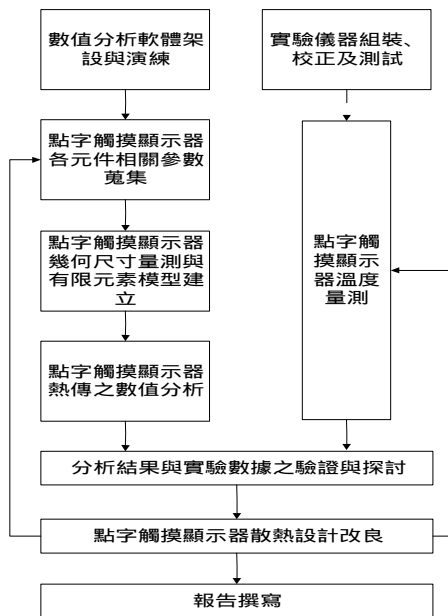 數值分析軟體架
設與演練
實驗儀器組裝、
校正及測試
點字觸摸顯示器
各元件相關參數
蒐集
點字觸摸顯示器
幾何尺寸量測與
有限元素模型建
立
點字觸摸顯示
器溫度
量測
點字觸摸顯示器
熱傳之數值分析
分析結果與實驗數據之驗證與探討
點字觸摸顯示器散熱設計改良
報告撰寫